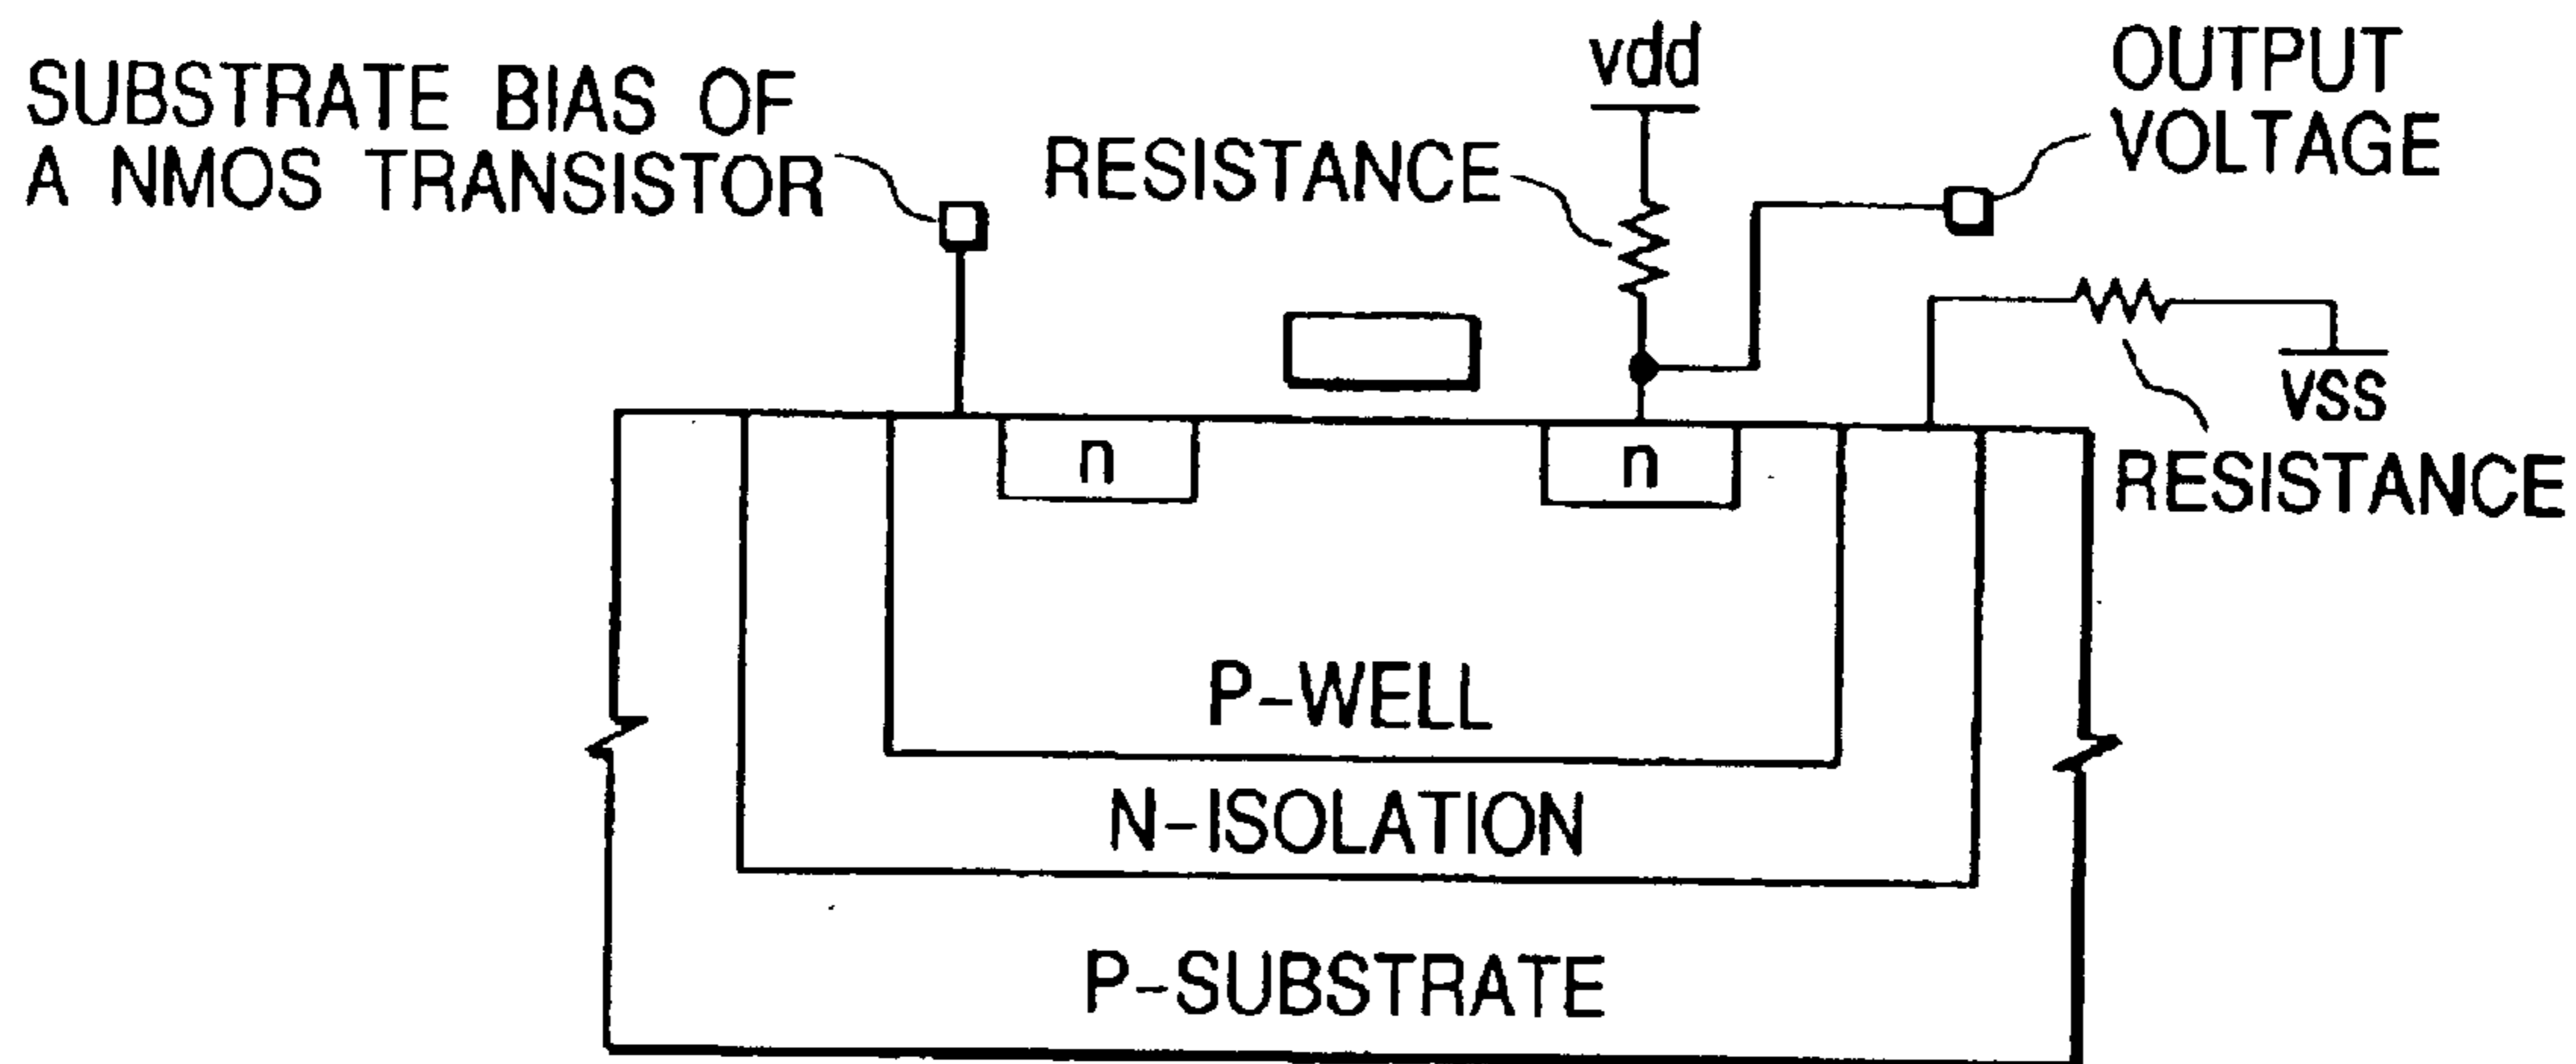 SUBSTRATE BIAS OF
A NMOS TRANSISTOR
RESISTANCE
vdd
OUTPUT
VOLTAGE
vss
RESISTANCE
n
n
P-WELL
N-ISOLATION
P-SUBSTRATE